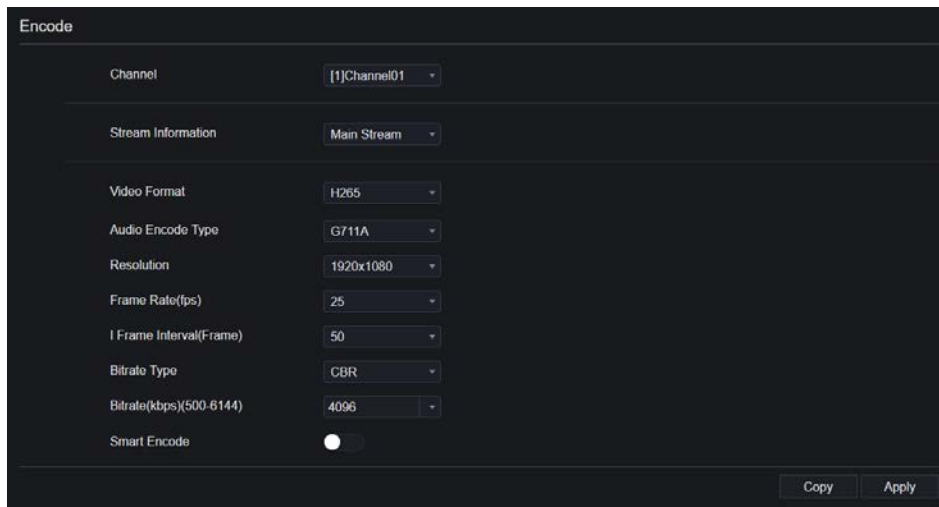 Encode
Channel [1]Channel01
Stream Information Main Stream
Video Format H265
Audio Encode Type G711A
Resolution 1920x1080
Frame Rate(fps) 25
I Frame Interval(Frame) 50
Bitrate Type CBR
Bitrate(kbps)(500-6144) 4096
Smart Encode
Copy Apply